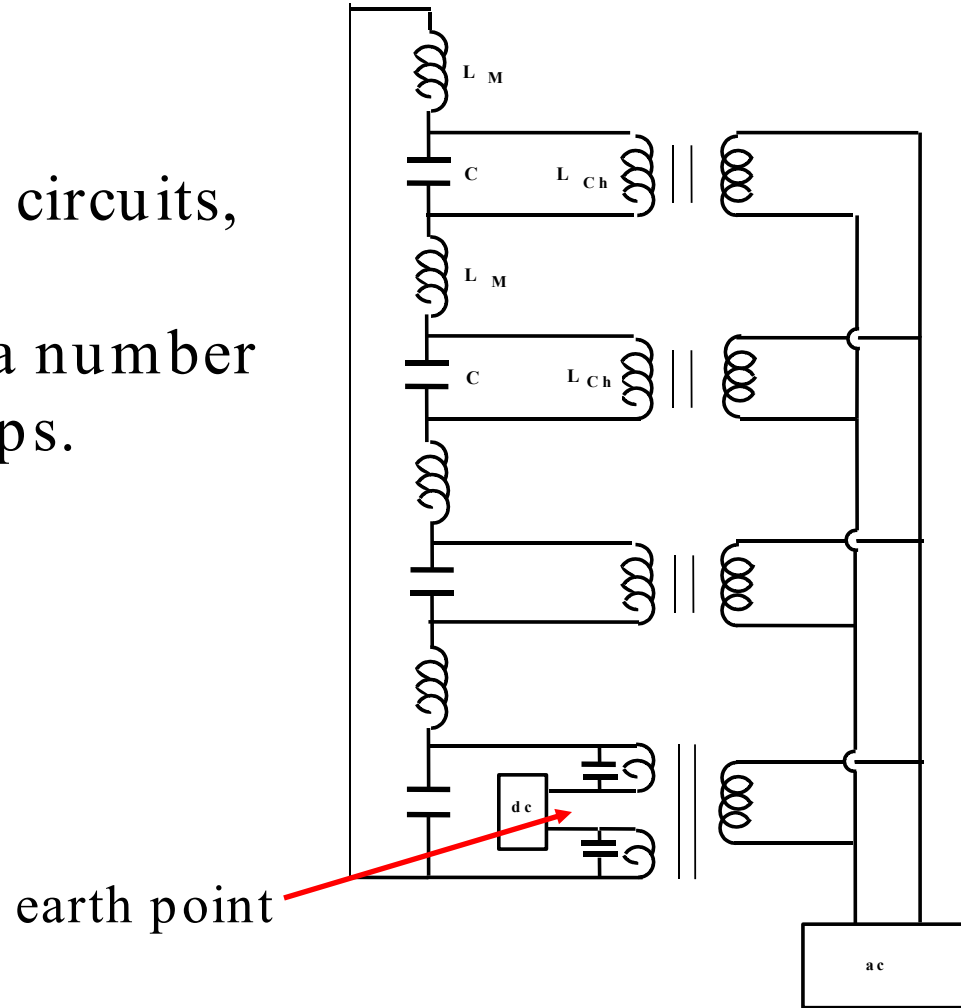 L M
C
L Ch
circuits,
L M
a number
C
L Ch
ps.
dc
earth point
ac